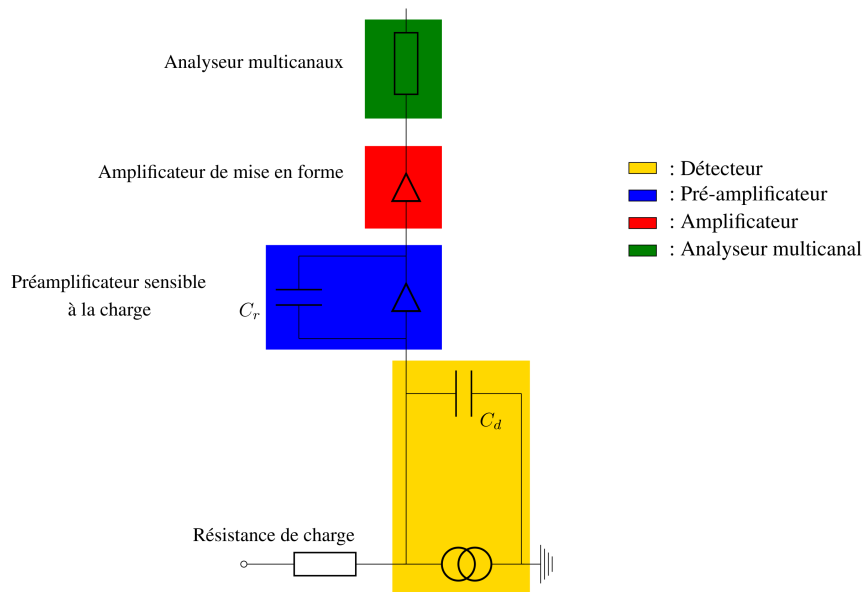 Analyseur multicanaux
Amplificateur de mise en forme
Préamplificateur sensible
à la charge
C_r
C_d
Résistance de charge
: Détecteur
: Pré-amplificateur
: Amplificateur
: Analyseur multicanal